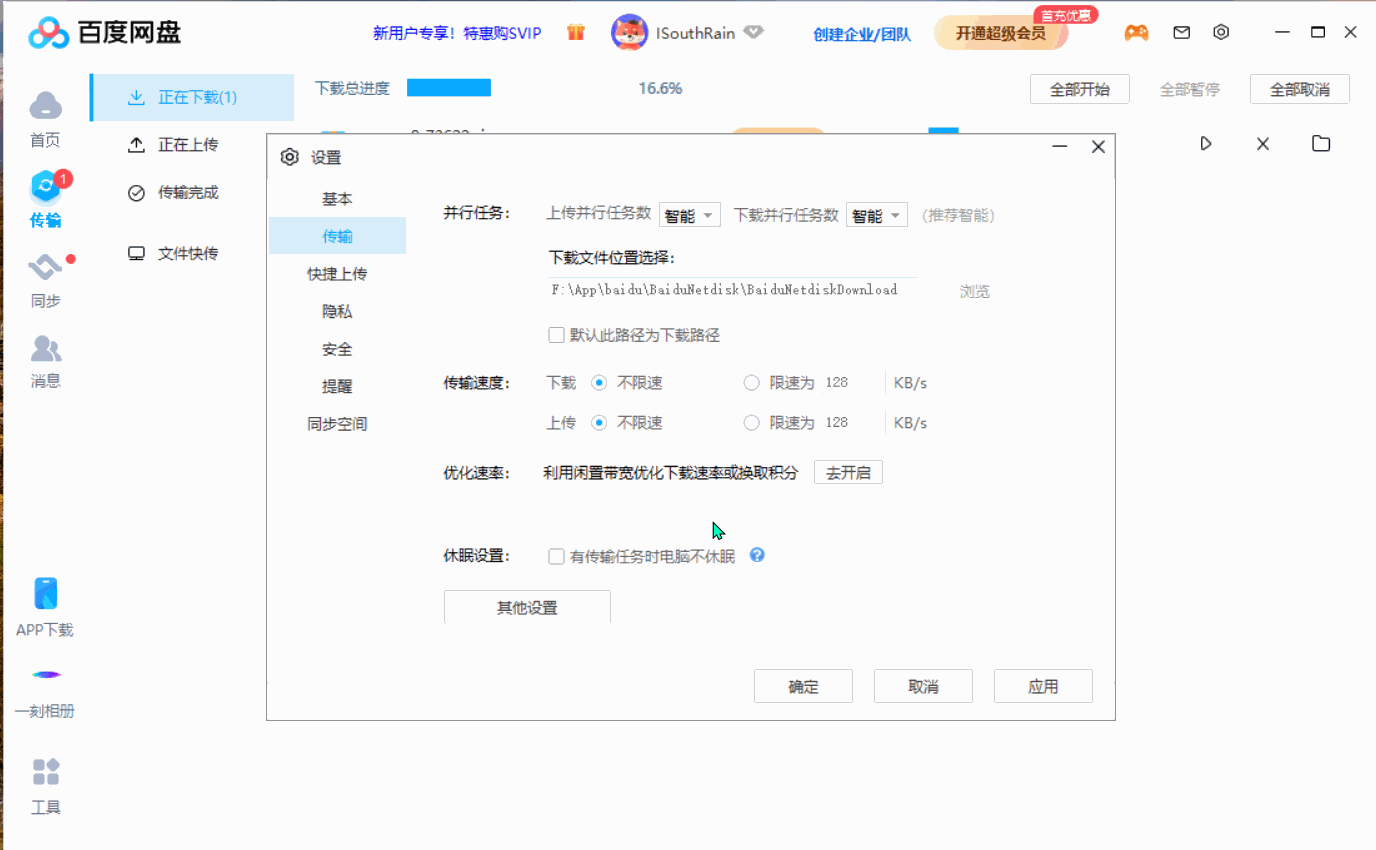 百度网盘
新用户专享！特惠购SVIP
ISouthRain
创建企业/团队
开通超级会员
首充优惠
首页
传输
1
同步
消息
APP下载
一刻相册
工具
正在下载(1)
正在上传
传输完成
文件快传
下载总进度
16.6%
全部开始
全部暂停
全部取消
设置
基本
传输
快捷上传
隐私
安全
提醒
同步空间
并行任务： 上传并行任务数 智能 下载并行任务数 智能 (推荐智能)
下载文件位置选择：
F:\App\baidu\BaiduNetdisk\BaiduNetdiskDownload 浏览
默认此路径为下载路径
传输速度： 下载 不限速 限速为 128 KB/s
上传 不限速 限速为 128 KB/s
优化速率： 利用闲置带宽优化下载速率或换取积分 去开启
休眠设置： 有传输任务时电脑不休眠 ?
其他设置
确定 取消 应用